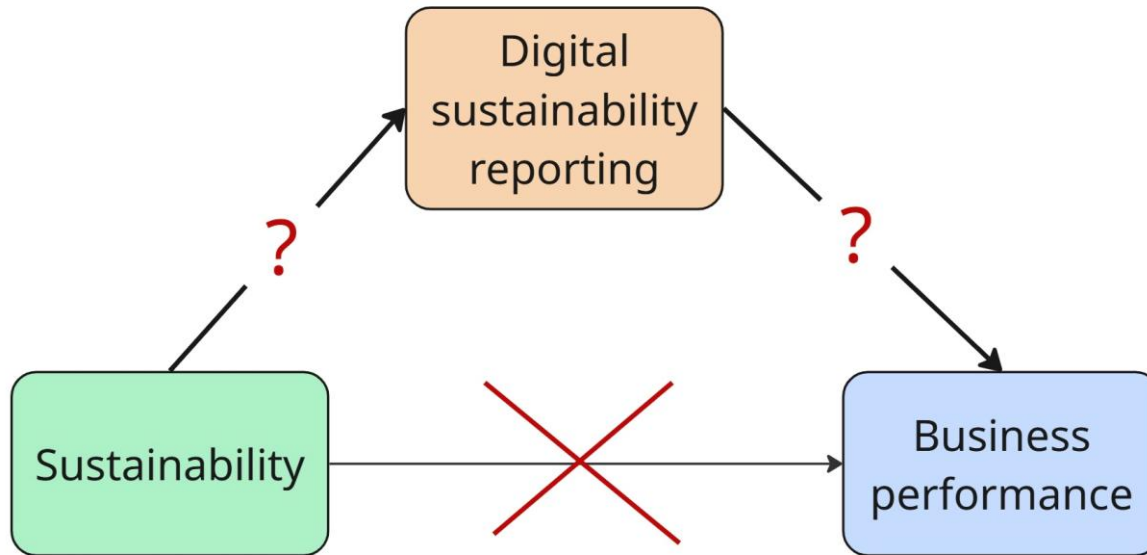 Digital
sustainability
reporting
?
?
Sustainability
Business
performance